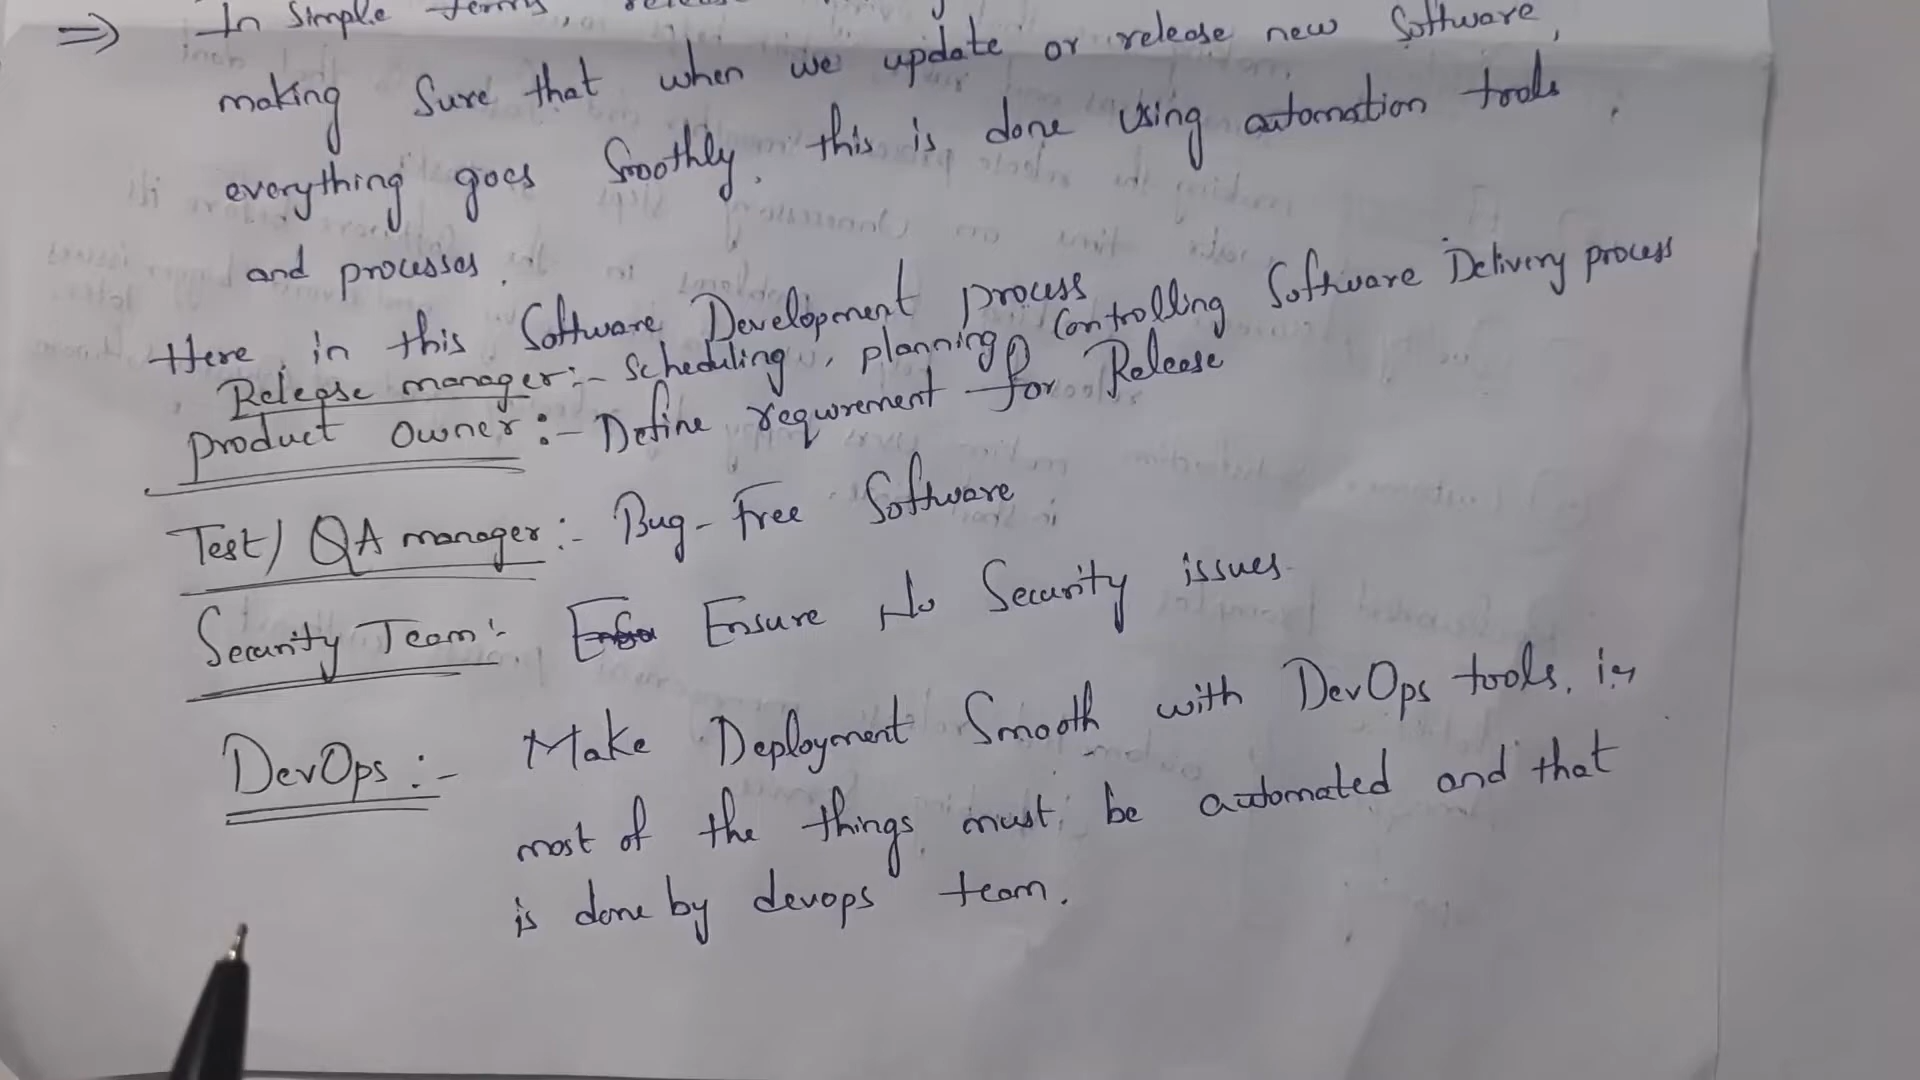 ⇒ In Simple terms, release
making Sure that when we update or release new Software,
everything goes Smoothly. this is done using automation tools
and processes.
Here, in this Software Development process
Release manager:- Scheduling, planning, Controlling Software Delivery process
product Owner:- Define requirement for Release
Test/QA manager:- Bug-Free Software
Security Team:- Ensure No Security issues.
DevOps:- Make Deployment Smooth with DevOps tools. i.e
most of the things must be automated and that
is done by devops team.